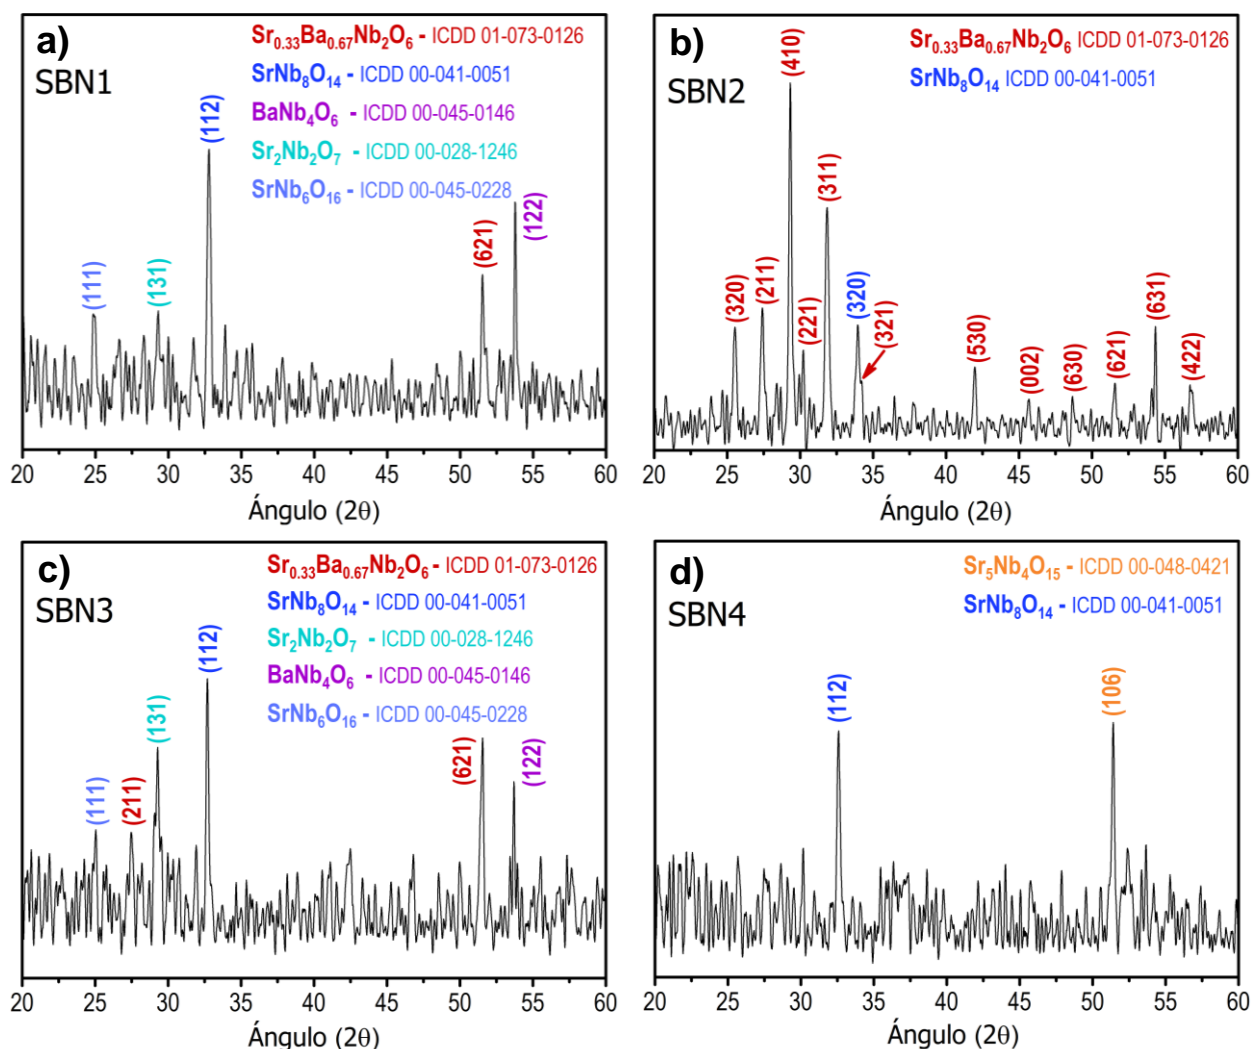 a)
SBN1
Sr0.33Ba0.67Nb2O6 - ICDD 01-073-0126
SrNb8O14 - ICDD 00-041-0051
BaNb4O6 - ICDD 00-045-0146
Sr2Nb2O7 - ICDD 00-028-1246
SrNb6O16 - ICDD 00-045-0228
(111)
(131)
(112)
(621)
(122)
20 25 30 35 40 45 50 55 60
Ángulo (2θ)
b)
SBN2
Sr0.33Ba0.67Nb2O6 ICDD 01-073-0126
SrNb8O14 ICDD 00-041-0051
(320)
(211)
(410)
(221)
(311)
(320)
(321)
(530)
(002)
(630)
(621)
(631)
(422)
20 25 30 35 40 45 50 55 60
Ángulo (2θ)
c)
SBN3
Sr0.33Ba0.67Nb2O6 - ICDD 01-073-0126
SrNb8O14 - ICDD 00-041-0051
Sr2Nb2O7 - ICDD 00-028-1246
BaNb4O6 - ICDD 00-045-0146
SrNb6O16 - ICDD 00-045-0228
(111)
(211)
(131)
(112)
(621)
(122)
20 25 30 35 40 45 50 55 60
Ángulo (2θ)
d)
SBN4
Sr5Nb4O15 - ICDD 00-048-0421
SrNb8O14 - ICDD 00-041-0051
(112)
(106)
20 25 30 35 40 45 50 55 60
Ángulo (2θ)